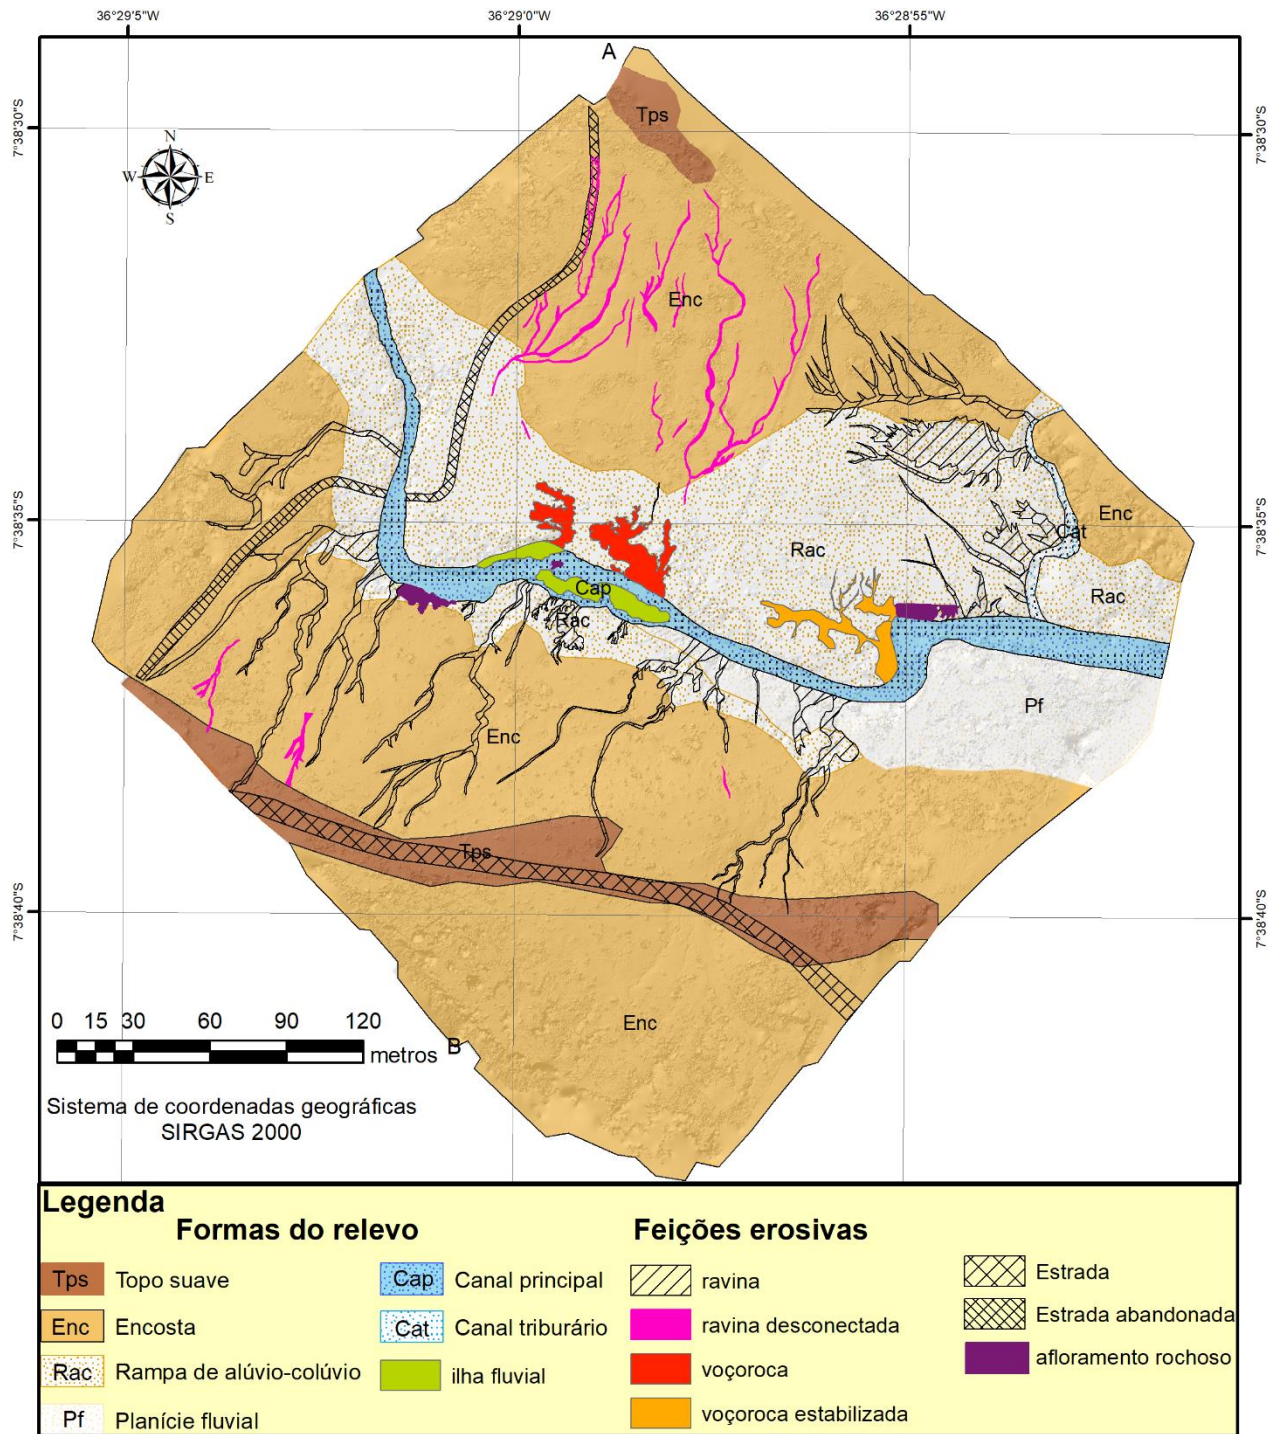 36°29'5"W 36°29'0"W 36°28'55"W
A
7°38'30"S 7°38'30"S
Tps
N
W E
S
Enc
7°38'35"S 7°38'35"S
Enc
Cat
Rac
Cap
Rac
Rac
Pf
Enc
Tps
7°38'40"S 7°38'40"S
Enc
0 15 30 60 90 120
metros
B
Sistema de coordenadas geográficas
SIRGAS 2000
Legenda
Formas do relevo
Feições erosivas
Tps Topo suave
Enc Encosta
Rac Rampa de alúvio-colúvio
Pf Planície fluvial
Cap Canal principal
Cat Canal triburário
ilha fluvial
ravina
ravina desconectada
voçoroca
voçoroca estabilizada
Estrada
Estrada abandonada
afloramento rochoso